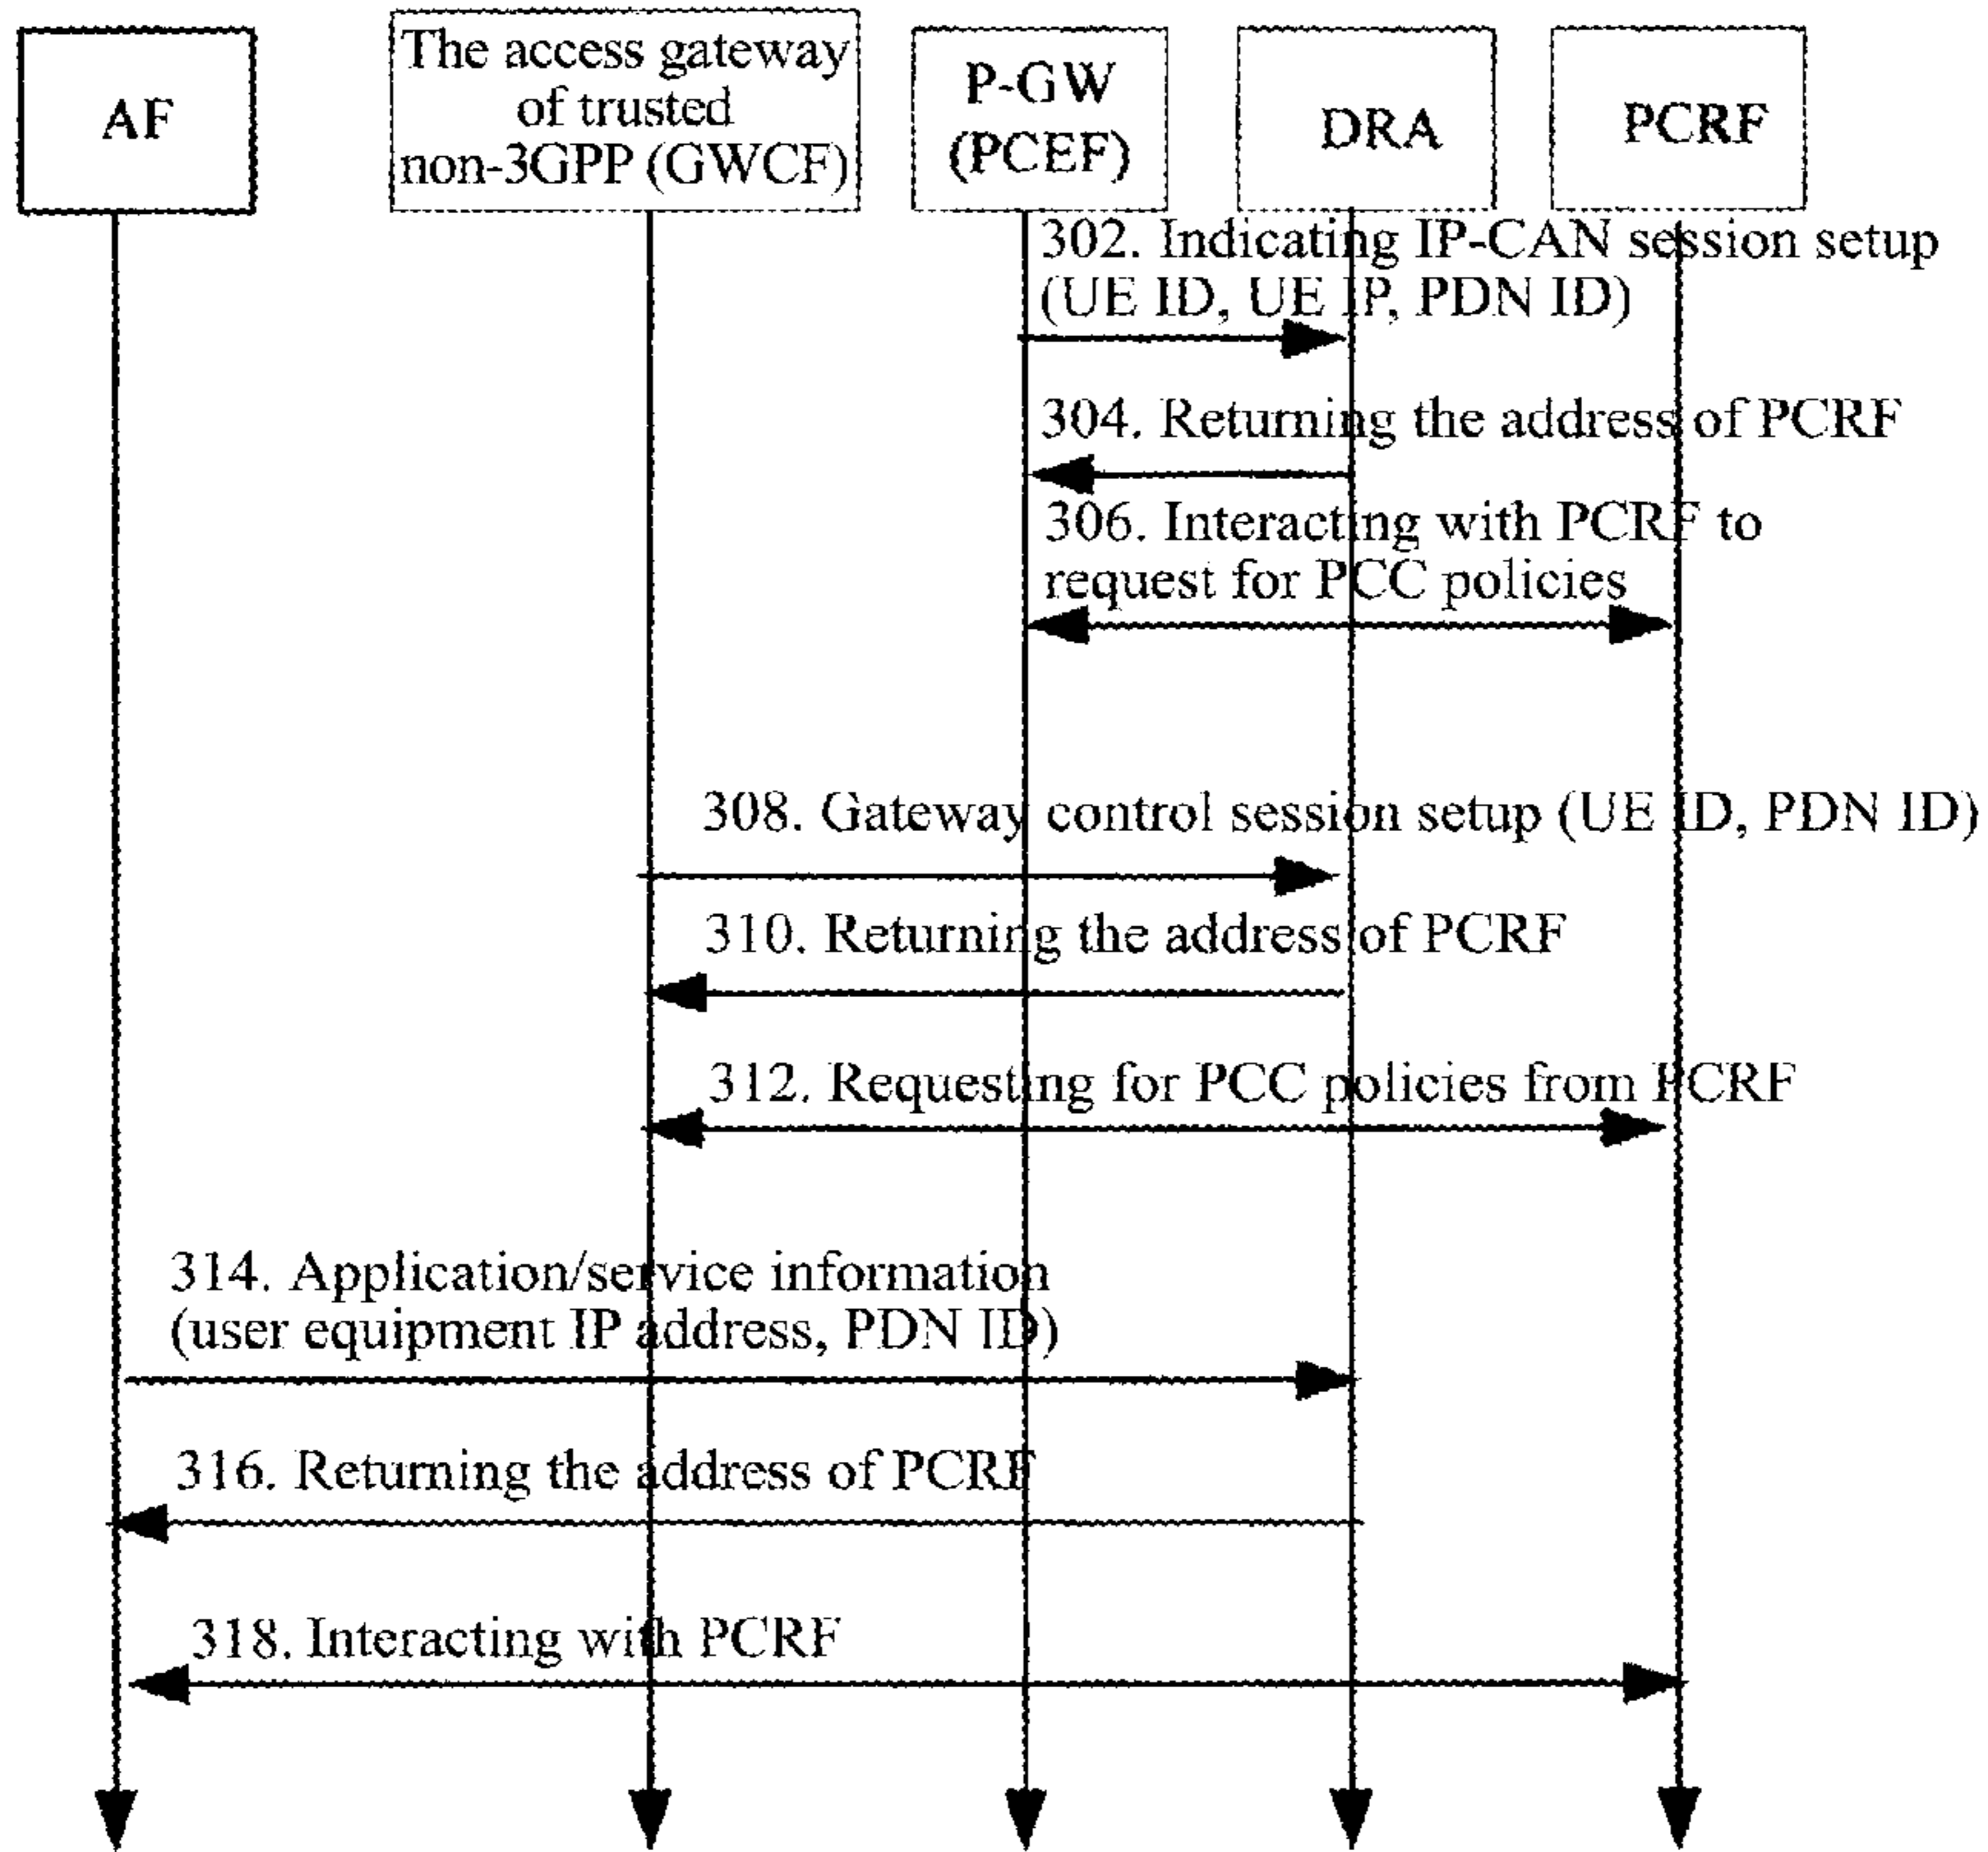 AF
The access gateway
of trusted
non-3GPP (GWCF)
P-GW
(PCEF)
DRA
PCRF
302. Indicating IP-CAN session setup
(UE ID, UE IP, PDN ID)
304. Returning the address of PCRF
306. Interacting with PCRF to
request for PCC policies
308. Gateway control session setup (UE ID, PDN ID)
310. Returning the address of PCRF
312. Requesting for PCC policies from PCRF
314. Application/service information
(user equipment IP address, PDN ID)
316. Returning the address of PCRF
318. Interacting with PCRF